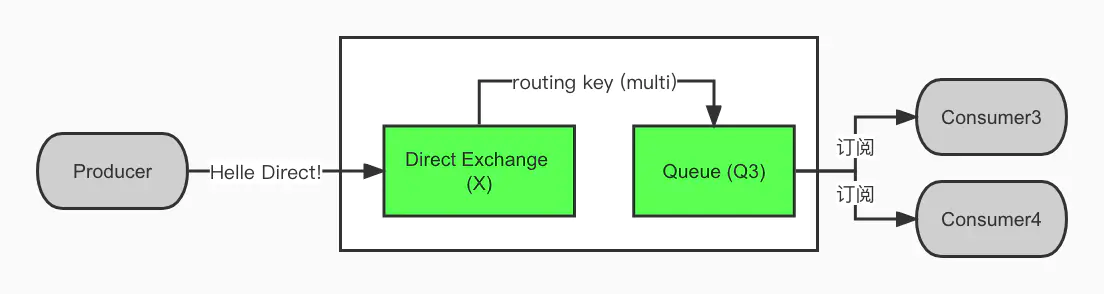 routing key (multi)
Producer
Helle Direct!
Direct Exchange
(X)
Queue (Q3)
订阅
订阅
Consumer3
Consumer4